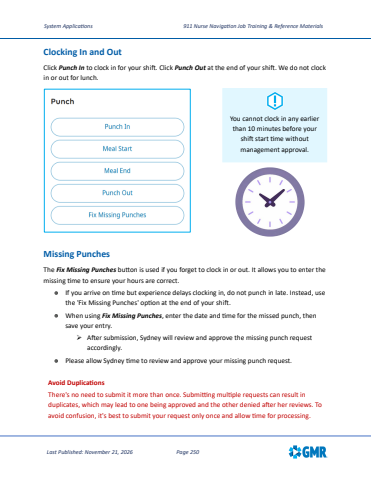 System Applications
911 Nurse Navigation Job Training & Reference Materials
Clocking In and Out
Click Punch In to clock in for your shift. Click Punch Out at the end of your shift. We do not clock
in or out for lunch.
Punch
Punch In
Meal Start
Meal End
Punch Out
Fix Missing Punches
You cannot clock in any earlier
than 10 minutes before your
shift start time without
management approval.
Missing Punches
The Fix Missing Punches button is used if you forget to clock in or out. It allows you to enter the
missing time to ensure your hours are correct.
● If you arrive on time but experience delays clocking in, do not punch in late. Instead, use
the 'Fix Missing Punches' option at the end of your shift.
● When using Fix Missing Punches, enter the date and time for the missed punch, then
save your entry.
➢ After submission, Sydney will review and approve the missing punch request
accordingly.
● Please allow Sydney time to review and approve your missing punch request.
Avoid Duplications
There's no need to submit it more than once. Submitting multiple requests can result in
duplicates, which may lead to one being approved and the other denied after her reviews. To
avoid confusion, it's best to submit your request only once and allow time for processing.
Last Published: November 21, 2026
Page 250
GMR